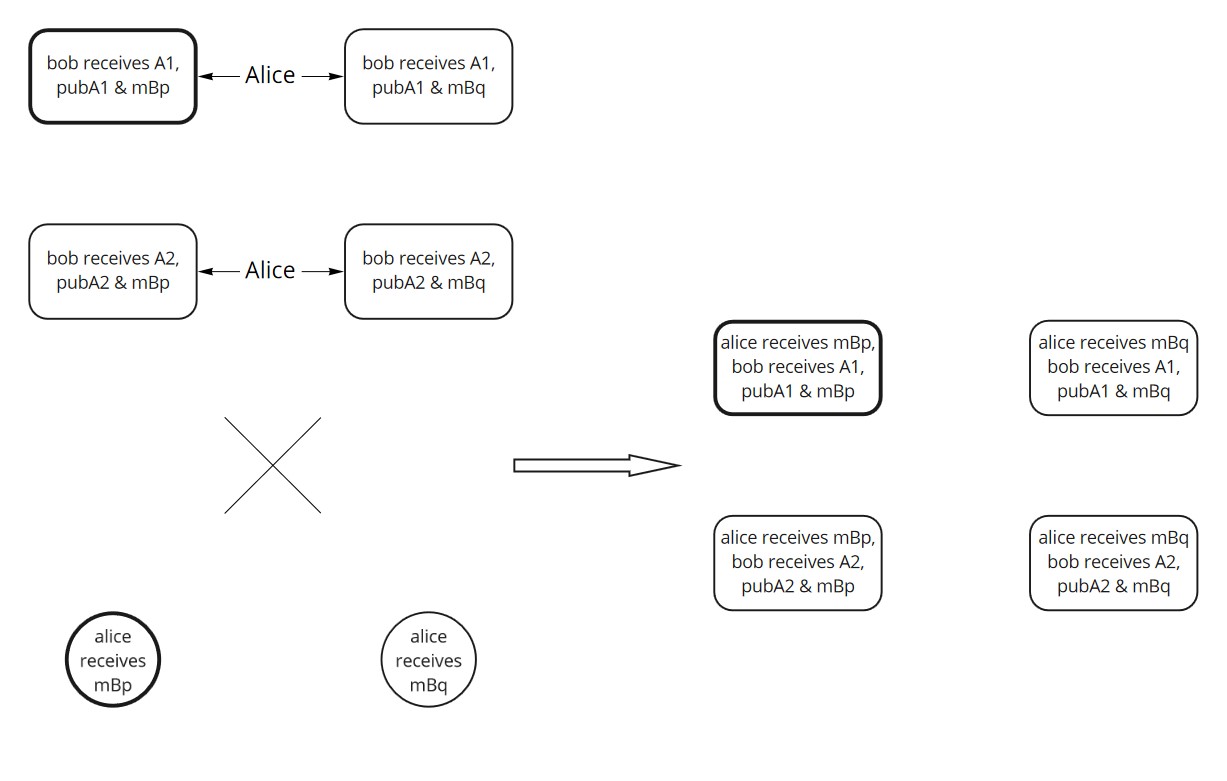 bob receives A1,
pubA1 & mBp
Alice
bob receives A1,
pubA1 & mBq
bob receives A2,
pubA2 & mBp
Alice
bob receives A2,
pubA2 & mBq
alice receives mBp,
bob receives A1,
pubA1 & mBp
alice receives mBq
bob receives A1,
pubA1 & mBq
alice receives mBp,
bob receives A2,
pubA2 & mBp
alice receives mBq
bob receives A2,
pubA2 & mBq
alice
receives
mBp
alice
receives
mBq